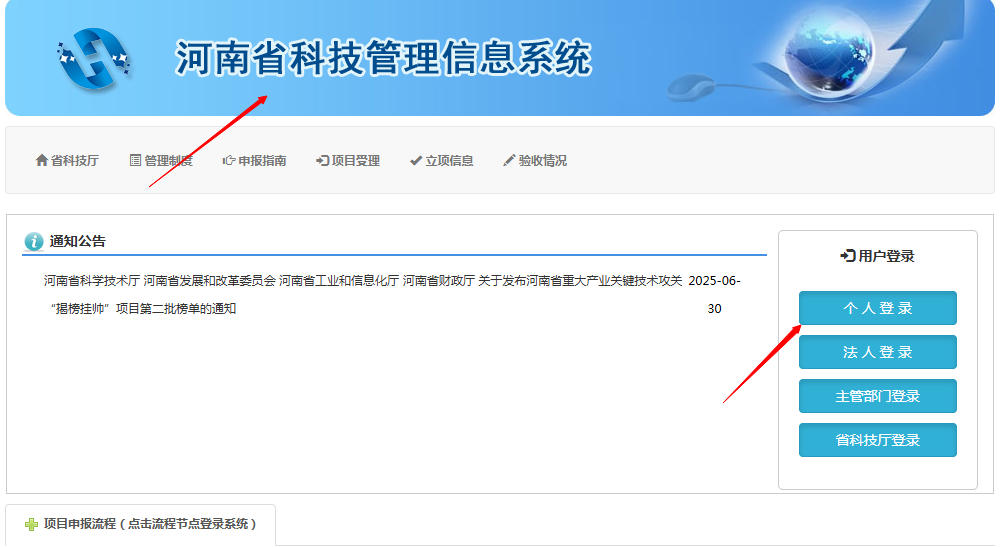 河南省科技管理信息系统
省科技厅 管理制度 申报指南 项目受理 立项信息 验收情况
通知公告
河南省科学技术厅 河南省发展和改革委员会 河南省工业和信息化厅 河南省财政厅 关于发布河南省重大产业关键技术攻关 2025-06-
“揭榜挂帅”项目第二批榜单的通知 30
用户登录
个人登录
法人登录
主管部门登录
省科技厅登录
项目申报流程（点击流程节点登录系统）